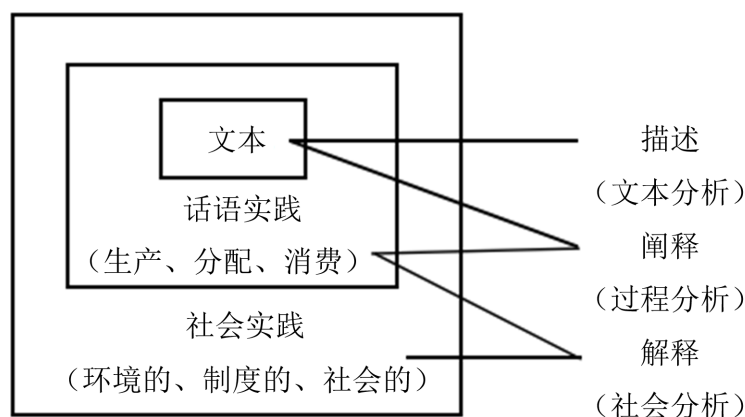 文本
话语实践
（生产、分配、消费）
社会实践
（环境的、制度的、社会的）
描述
（文本分析）
阐释
（过程分析）
解释
（社会分析）